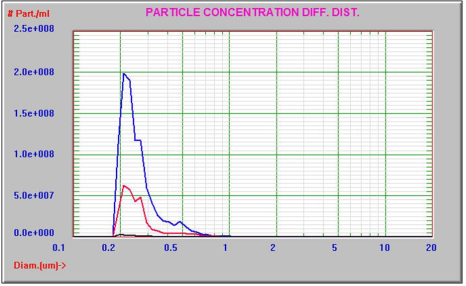 # Part./ml
PARTICLE CONCENTRATION DIFF. DIST.
2.5e+008
2.0e+008
1.5e+008
1.0e+008
5.0e+007
0.0e+000
0.1 0.2 0.5 1 2 5 10 20
Diam.(um)->